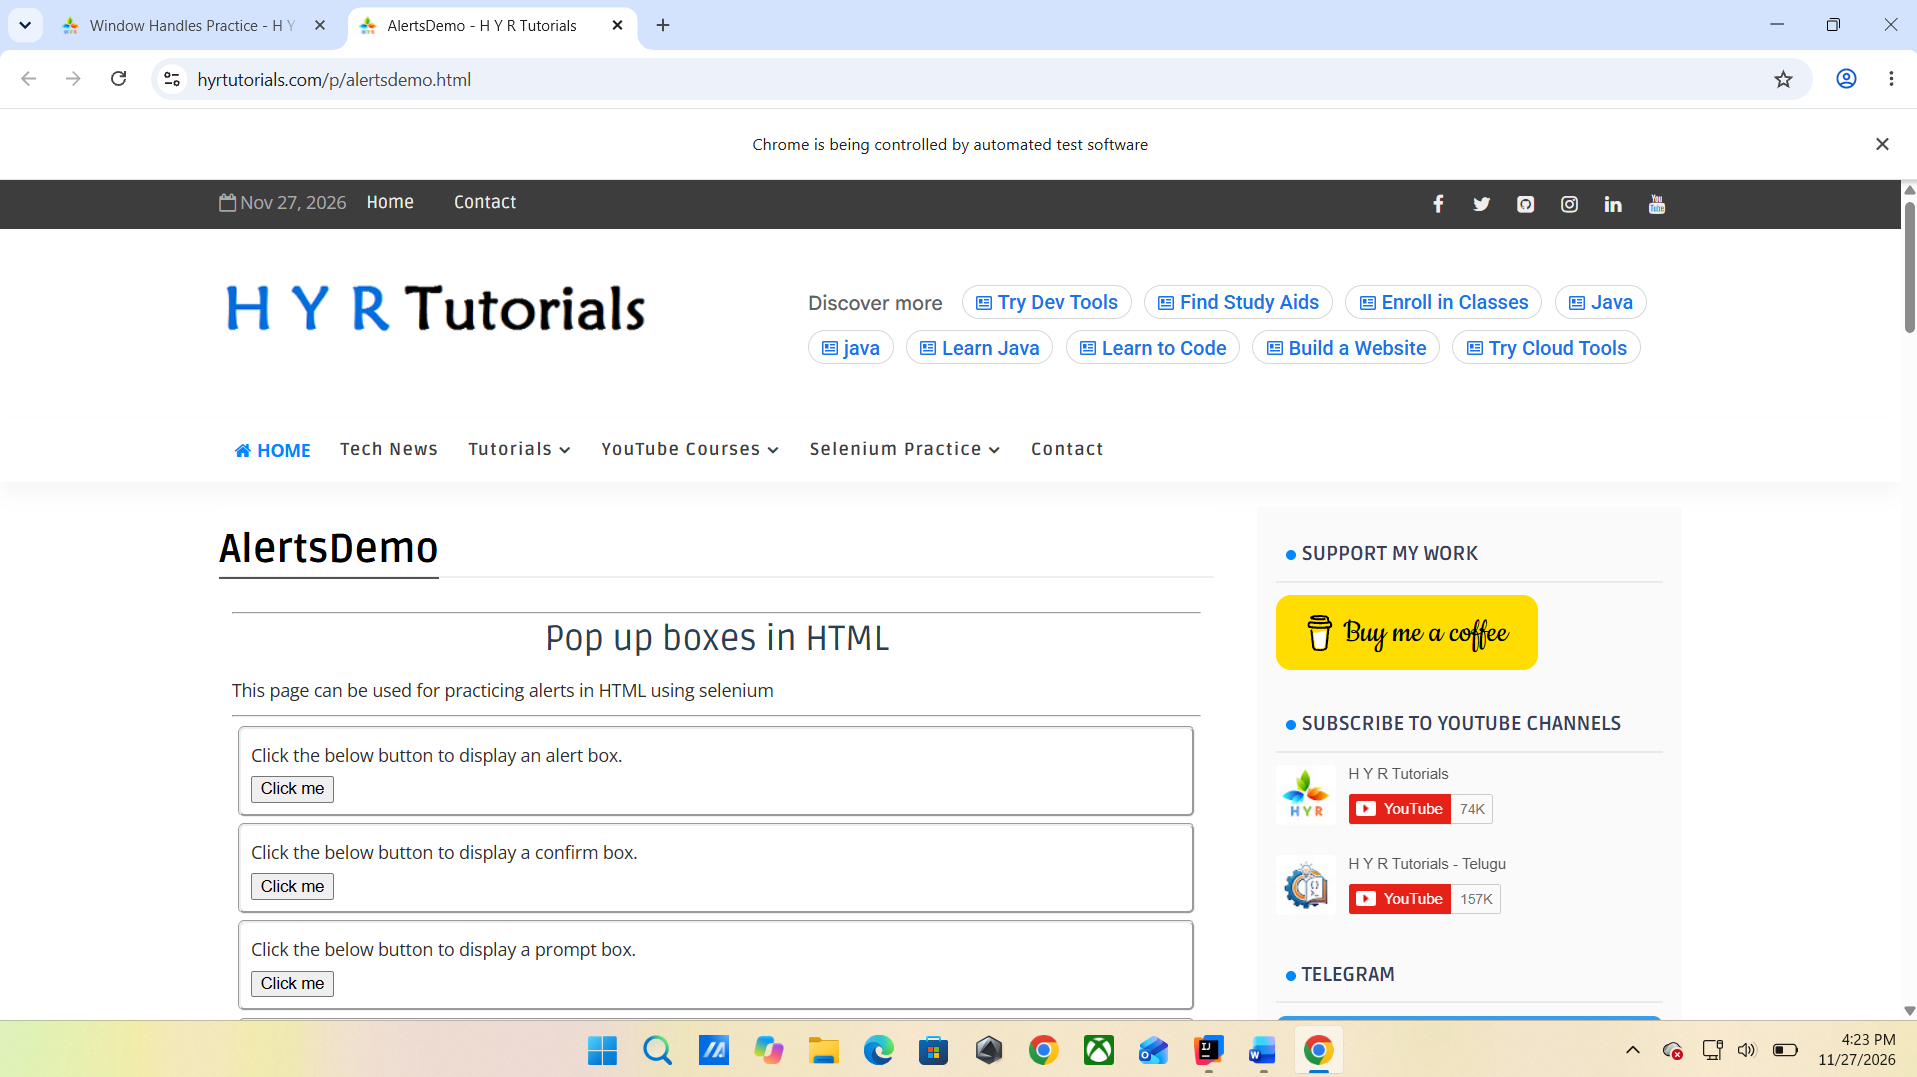 Window Handles Practice - H Y
AlertsDemo - H Y R Tutorials
hyrtutorials.com/p/alertsdemo.html
Chrome is being controlled by automated test software
Nov 27, 2026 Home Contact
You Tube
H Y R Tutorials
Discover more Try Dev Tools Find Study Aids Enroll in Classes Java
java Learn Java Learn to Code Build a Website Try Cloud Tools
HOME Tech News Tutorials YouTube Courses Selenium Practice Contact
AlertsDemo
Pop up boxes in HTML
This page can be used for practicing alerts in HTML using selenium
Click the below button to display an alert box.
Click me
Click the below button to display a confirm box.
Click me
Click the below button to display a prompt box.
Click me
SUPPORT MY WORK
Buy me a coffee
SUBSCRIBE TO YOUTUBE CHANNELS
HYR
H Y R Tutorials
YouTube 74K
H Y R Tutorials - Telugu
YouTube 157K
TELEGRAM
4:23 PM
11/27/2026